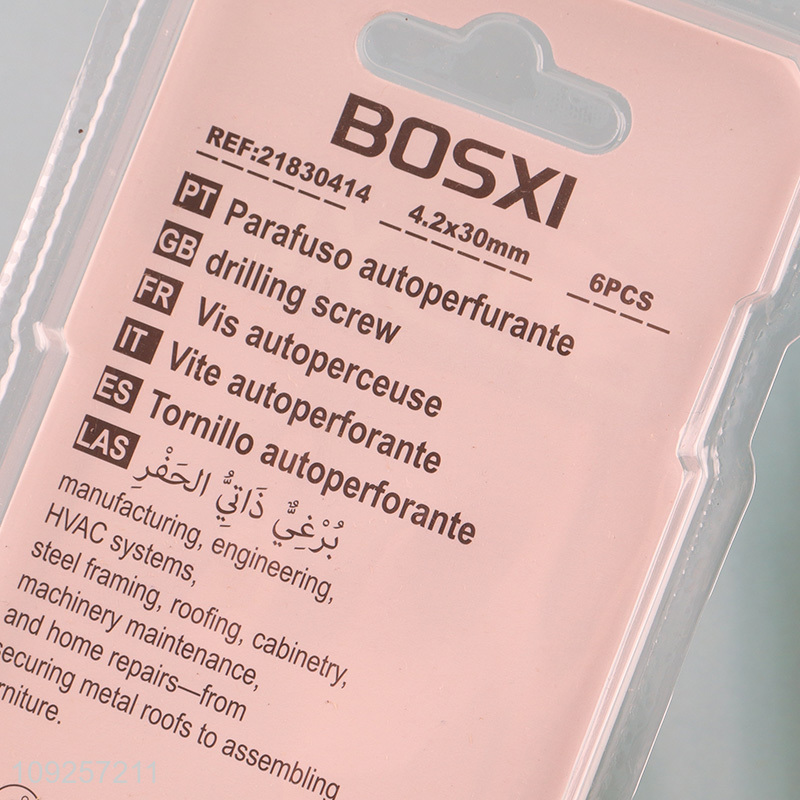 BOSXI
REF:21830414 4.2x30mm 6PCS
PT Parafuso autoperfurante
GB drilling screw
FR Vis autoperceuse
IT Vite autoperforante
ES Tornillo autoperforante
LAS بُرْغِيٌّ ذَاتِيُّ الحَفْرِ
manufacturing, engineering,
HVAC systems,
steel framing, roofing, cabinetry,
machinery maintenance,
and home repairs—from
securing metal roofs to assembling
109257211